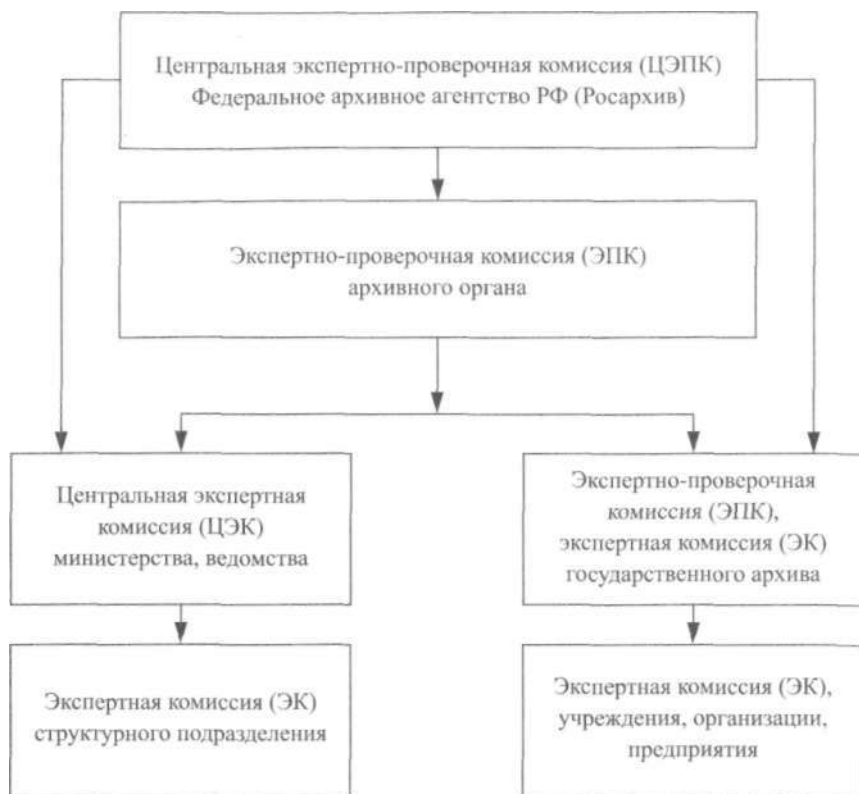 Центральная экспертно-проверочная комиссия (ЦЭПК)
Федеральное архивное агентство РФ (Росархив)
Экспертно-проверочная комиссия (ЭПК)
архивного органа
Центральная экспертная
комиссия (ЦЭК)
министерства, ведомства
Экспертно-проверочная
комиссия (ЭПК),
экспертная комиссия (ЭК)
государственного архива
Экспертная комиссия (ЭК)
структурного подразделения
Экспертная комиссия (ЭК),
учреждения, организации,
предприятия